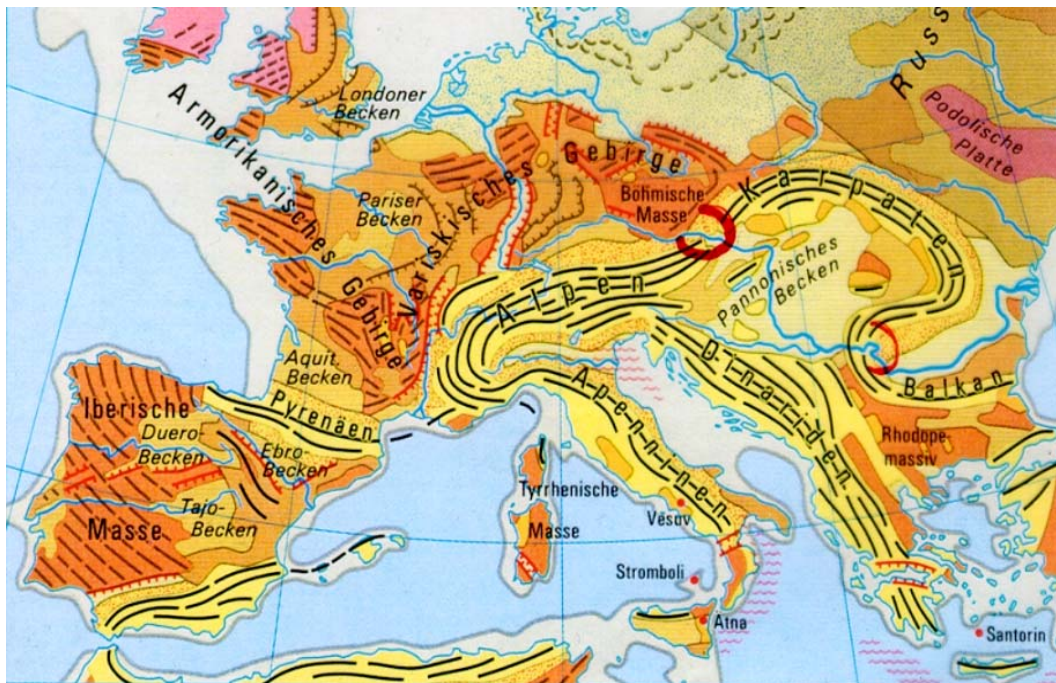 Londoner
Becken
Armorikanisches
Gebirge
Variskisches
Gebirge
Pariser
Becken
Böhmische
Masse
Karpaten
Russ
Podolische
Platte
Pannonisches
Becken
Alpen
Aquit.
Becken
Pyrenäen
Iberische
Masse
Duero-
Becken
Ebro-
Becken
Tajo-
Becken
Apenninen
Dinariden
Balkan
Rhodope-
massiv
Tyrrhenische
Masse
Vesuv
Stromboli
Ätna
Santorin